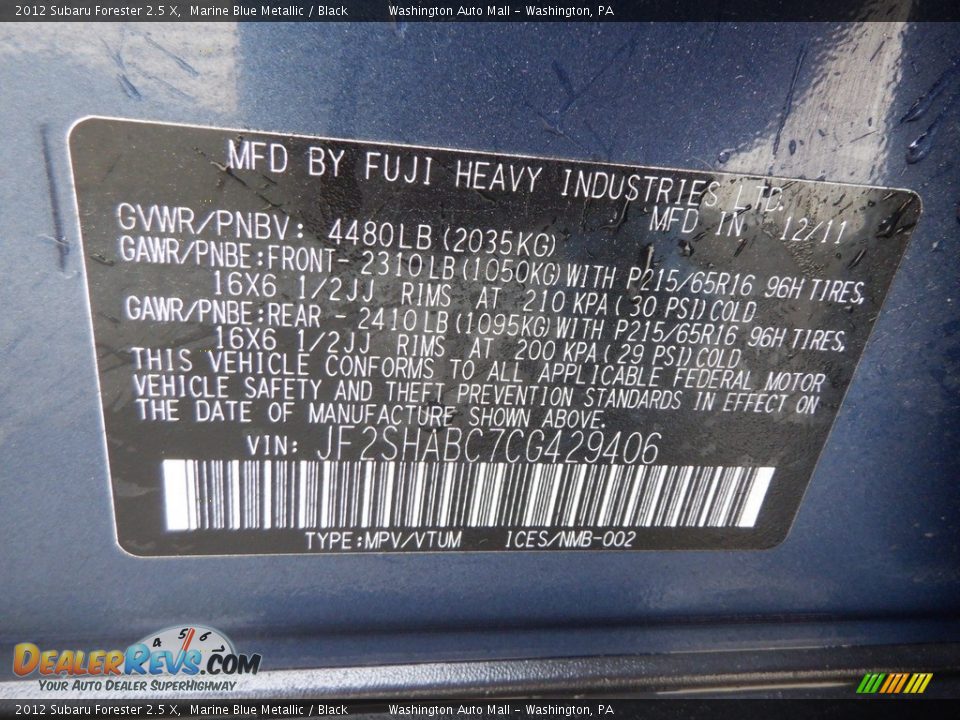 2012 Subaru Forester 2.5 X, Marine Blue Metallic / Black Washington Auto Mall - Washington, PA
MFD BY FUJI HEAVY INDUSTRIES LTD.
MFD IN 12/11
GVWR/PNBV: 4480LB (2035KG)
GAWR/PNBE:FRONT- 2310LB(1050KG)WITH P215/65R16 96H TIRES,
16X6 1/2JJ RIMS AT 210 KPA ( 30 PSI)COLD
GAWR/PNBE:REAR - 2410LB(1095KG)WITH P215/65R16 96H TIRES,
16X6 1/2JJ RIMS AT 200 KPA ( 29 PSI)COLD
THIS VEHICLE CONFORMS TO ALL APPLICABLE FEDERAL MOTOR
VEHICLE SAFETY AND THEFT PREVENTION STANDARDS IN EFFECT ON
THE DATE OF MANUFACTURE SHOWN ABOVE.
VIN: JF2SHABC7CG429406
TYPE:MPV/VTUM ICES/NMB-002
4 5 6
DEALERREVS.COM
YOUR AUTO DEALER SUPERHIGHWAY
2012 Subaru Forester 2.5 X, Marine Blue Metallic / Black Washington Auto Mall - Washington, PA